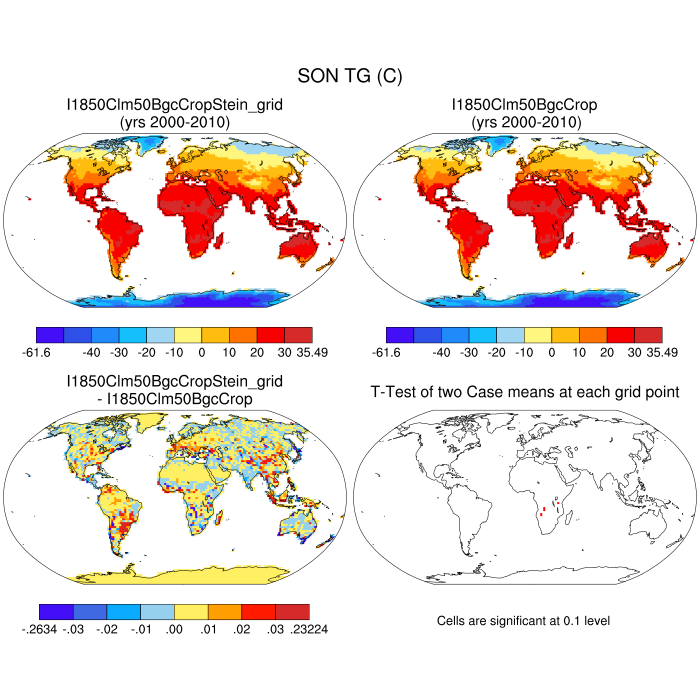 SON TG (C)
I1850Clm50BgcCropStein_grid
(yrs 2000-2010)
I1850Clm50BgcCrop
(yrs 2000-2010)
-61.6 -40 -30 -20 -10 0 10 20 30 35.49
-61.6 -40 -30 -20 -10 0 10 20 30 35.49
I1850Clm50BgcCropStein_grid
- I1850Clm50BgcCrop
T-Test of two Case means at each grid point
-.2634 -.03 -.02 -.01 .00 .01 .02 .03 .23224
Cells are significant at 0.1 level